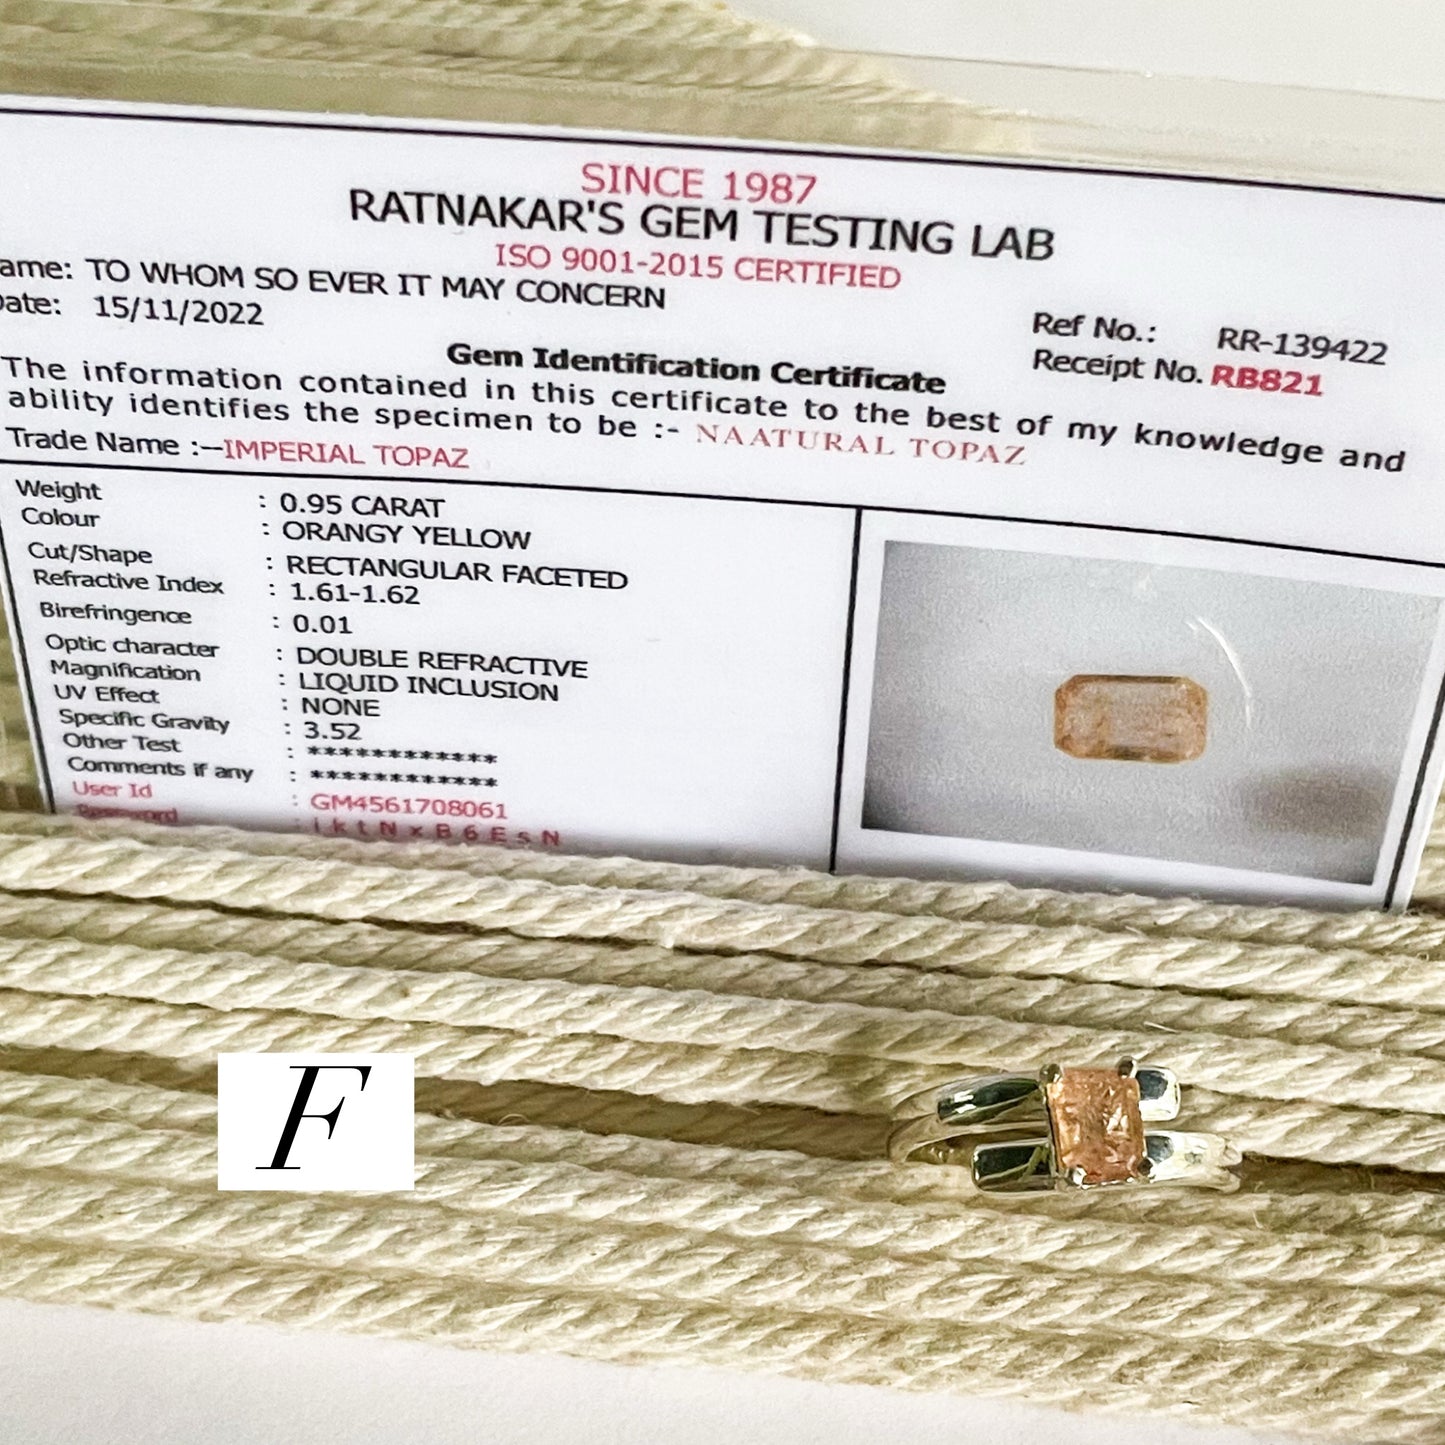 SINCE 1987
RATNAKAR'S GEM TESTING LAB
ISO 9001-2015 CERTIFIED
ame: TO WHOM SO EVER IT MAY CONCERN
ate: 15/11/2022
Ref No.: RR-139422
Receipt No. RB821
Gem Identification Certificate
The information contained in this certificate to the best of my knowledge and
ability identifies the specimen to be :- NAATURAL TOPAZ
Trade Name :--IMPERIAL TOPAZ
Weight : 0.95 CARAT
Colour : ORANGY YELLOW
Cut/Shape : RECTANGULAR FACETED
Refractive Index : 1.61-1.62
Birefringence : 0.01
Optic character : DOUBLE REFRACTIVE
Magnification : LIQUID INCLUSION
UV Effect : NONE
Specific Gravity : 3.52
Other Test : ************
Comments if any : ************
User Id : GM4561708061
Password : i k t N x B 6 E s N
F